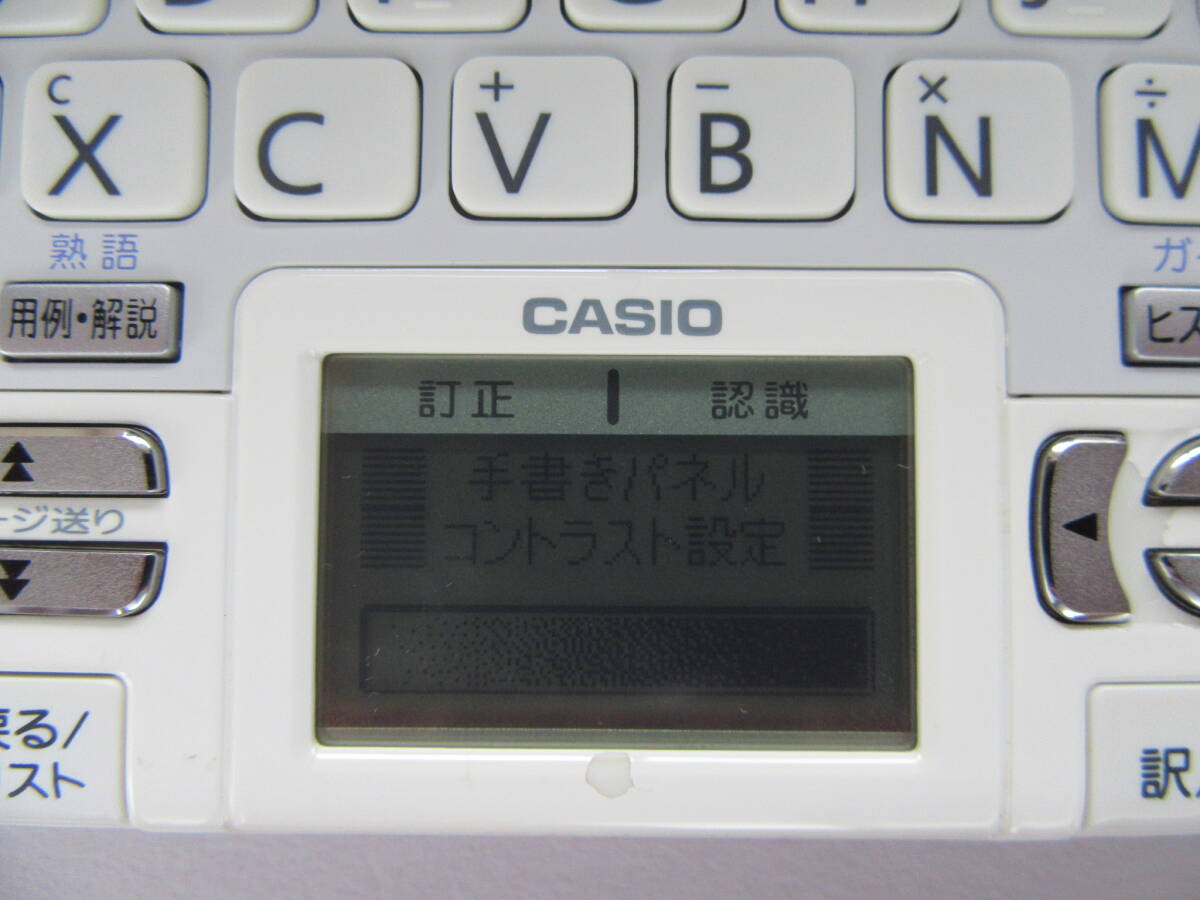 C
X
C
+
V
−
B
×
N
÷
M
熟語
用例・解説
CASIO
訂正
認識
手書きパネル
コントラスト設定
ージ送り
戻る/
スト